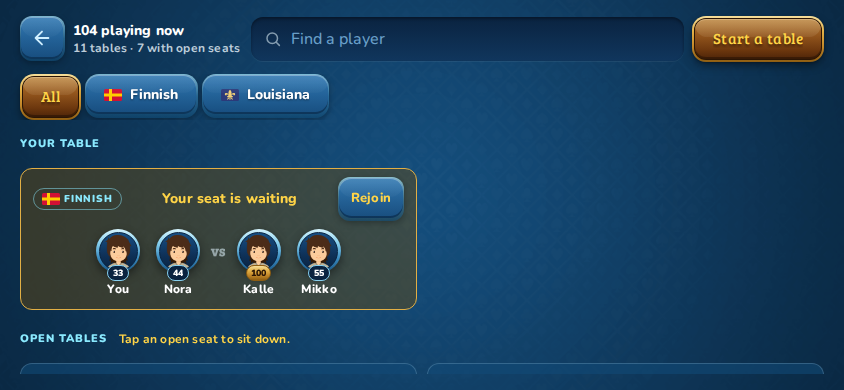 104 playing now
11 tables · 7 with open seats
Find a player
Start a table
All
Finnish
Louisiana
YOUR TABLE
FINNISH
Your seat is waiting
Rejoin
33
44
VS
100
55
You
Nora
Kalle
Mikko
OPEN TABLES
Tap an open seat to sit down.